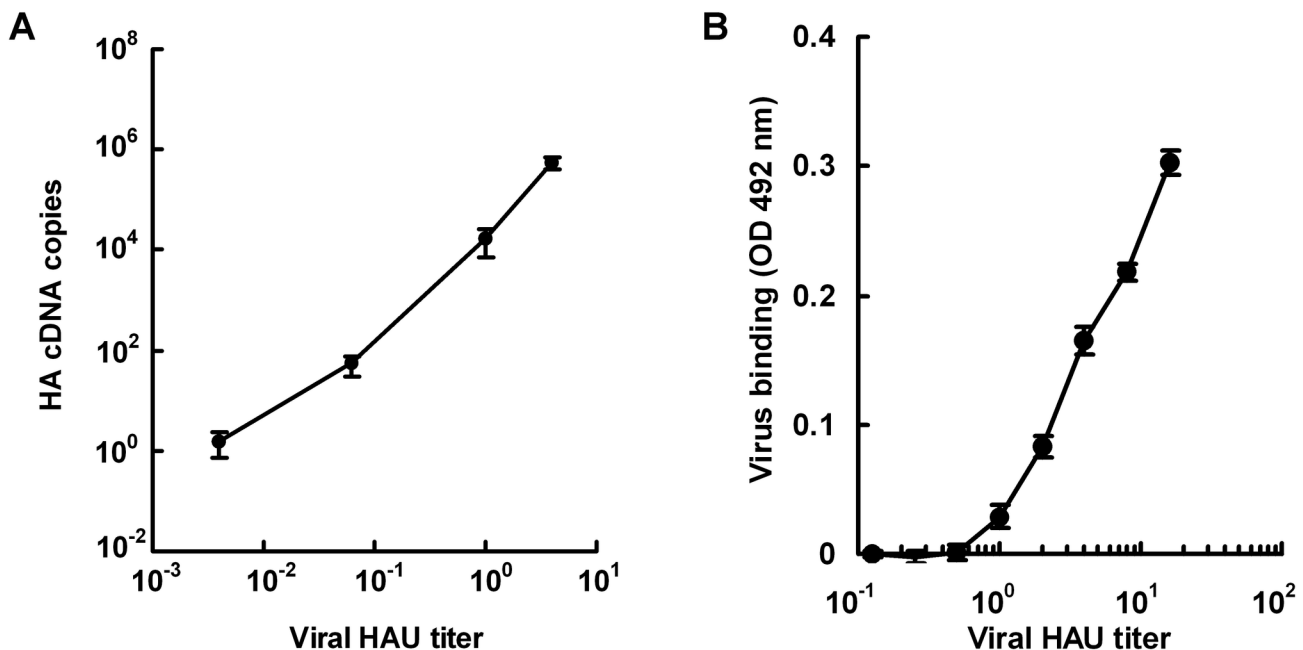 A
HA cDNA copies
10^8
10^6
10^4
10^2
10^0
10^-2
10^-3 10^-2 10^-1 10^0 10^1
Viral HAU titer
B
Virus binding (OD 492 nm)
0.4
0.3
0.2
0.1
0
10^-1 10^0 10^1 10^2
Viral HAU titer